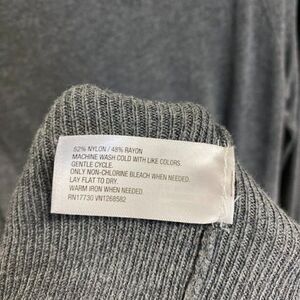 52% NYLON / 48% RAYON
MACHINE WASH COLD WITH LIKE COLORS.
GENTLE CYCLE.
ONLY NON-CHLORINE BLEACH WHEN NEEDED.
LAY FLAT TO DRY.
WARM IRON WHEN NEEDED.
RN17730 VN1268582